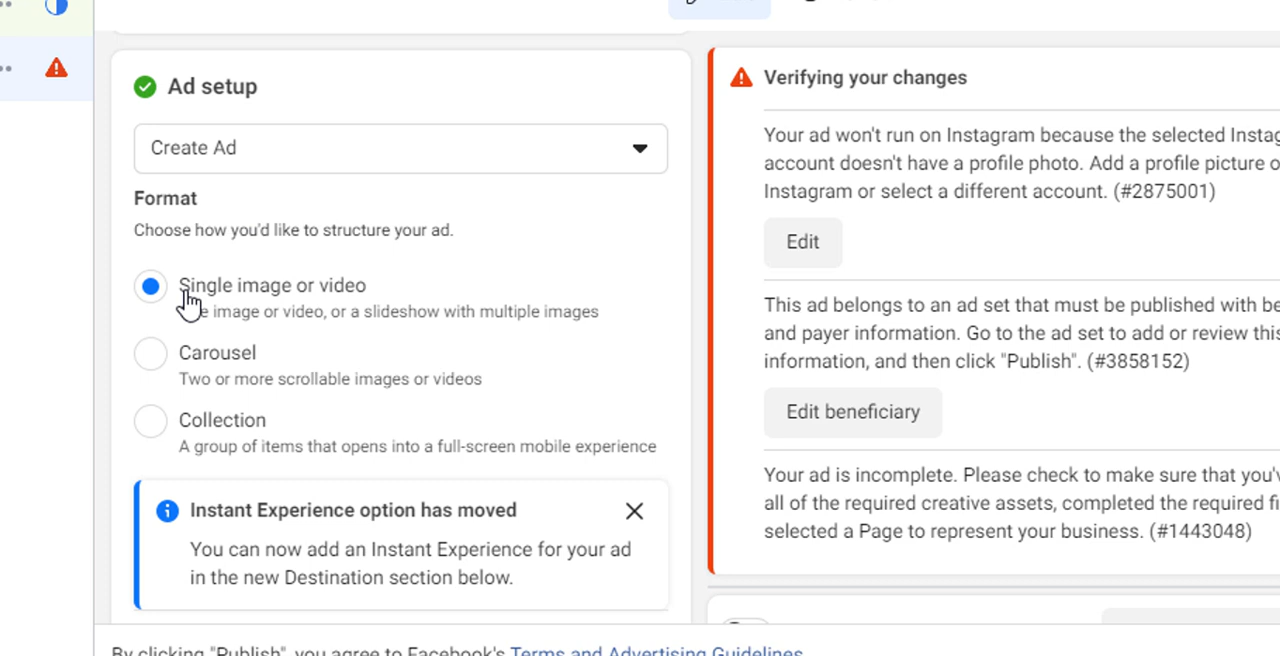 Ad setup
Create Ad
Format
Choose how you'd like to structure your ad.
Single image or video
image or video, or a slideshow with multiple images
Carousel
Two or more scrollable images or videos
Collection
A group of items that opens into a full-screen mobile experience
Instant Experience option has moved
You can now add an Instant Experience for your ad
in the new Destination section below.
Verifying your changes
Your ad won't run on Instagram because the selected
account doesn't have a profile photo. Add a profile picture
Instagram or select a different account. (#2875001)
Edit
This ad belongs to an ad set that must be published with
and payer information. Go to the ad set to add or review
information, and then click "Publish". (#3858152)
Edit beneficiary
Your ad is incomplete. Please check to make sure that
all of the required creative assets, completed the required
selected a Page to represent your business. (#1443048)
By clicking "Publish", you agree to Facebook's Terms and Advertising Guidelines